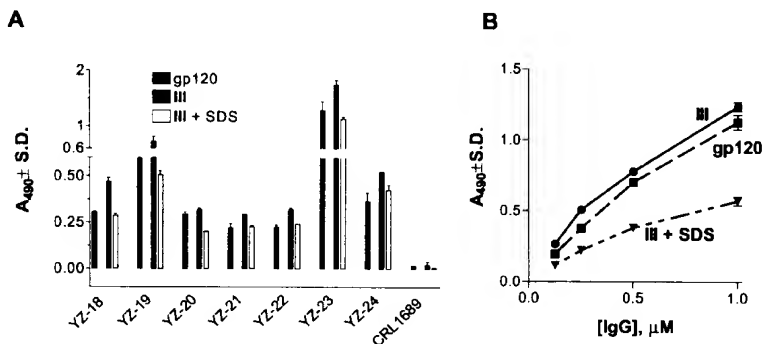 A
A490± S.D.
2
1
0.6
0.50
0.25
0.00
gp120
III
III + SDS
YZ-18
YZ-19
YZ-20
YZ-21
YZ-22
YZ-23
YZ-24
CRL1689
B
A490± S.D.
1.5
1.0
0.5
0.0
III
gp120
III + SDS
0.0
0.5
1.0
[IgG], µM